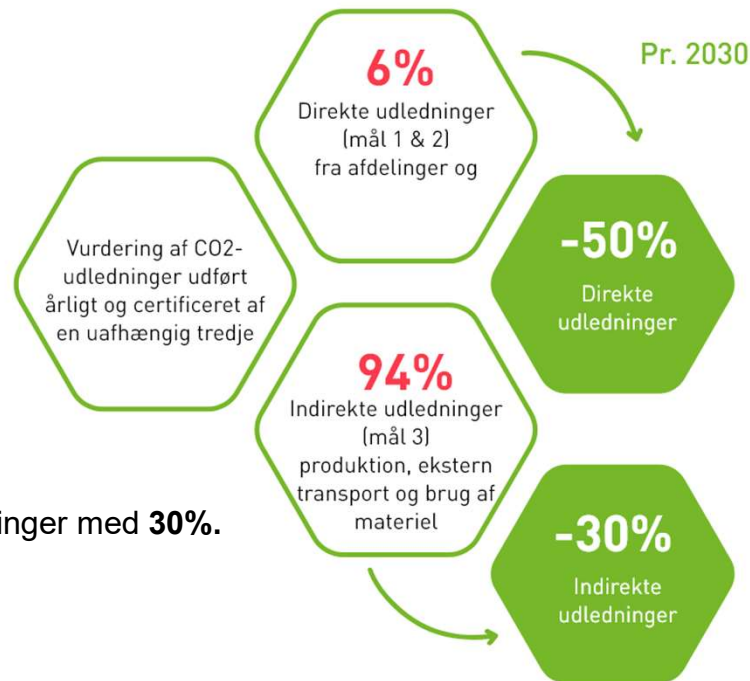 6%
Direkte udledninger
(mål 1 & 2)
fra afdelinger og
Pr. 2030
Vurdering af CO2-
udledninger udført
årligt og certificeret af
en uafhængig tredje
-50%
Direkte
udledninger
94%
Indirekte udledninger
(mål 3)
produktion, ekstern
transport og brug af
materiel
inger med 30%.
-30%
Indirekte
udledninger